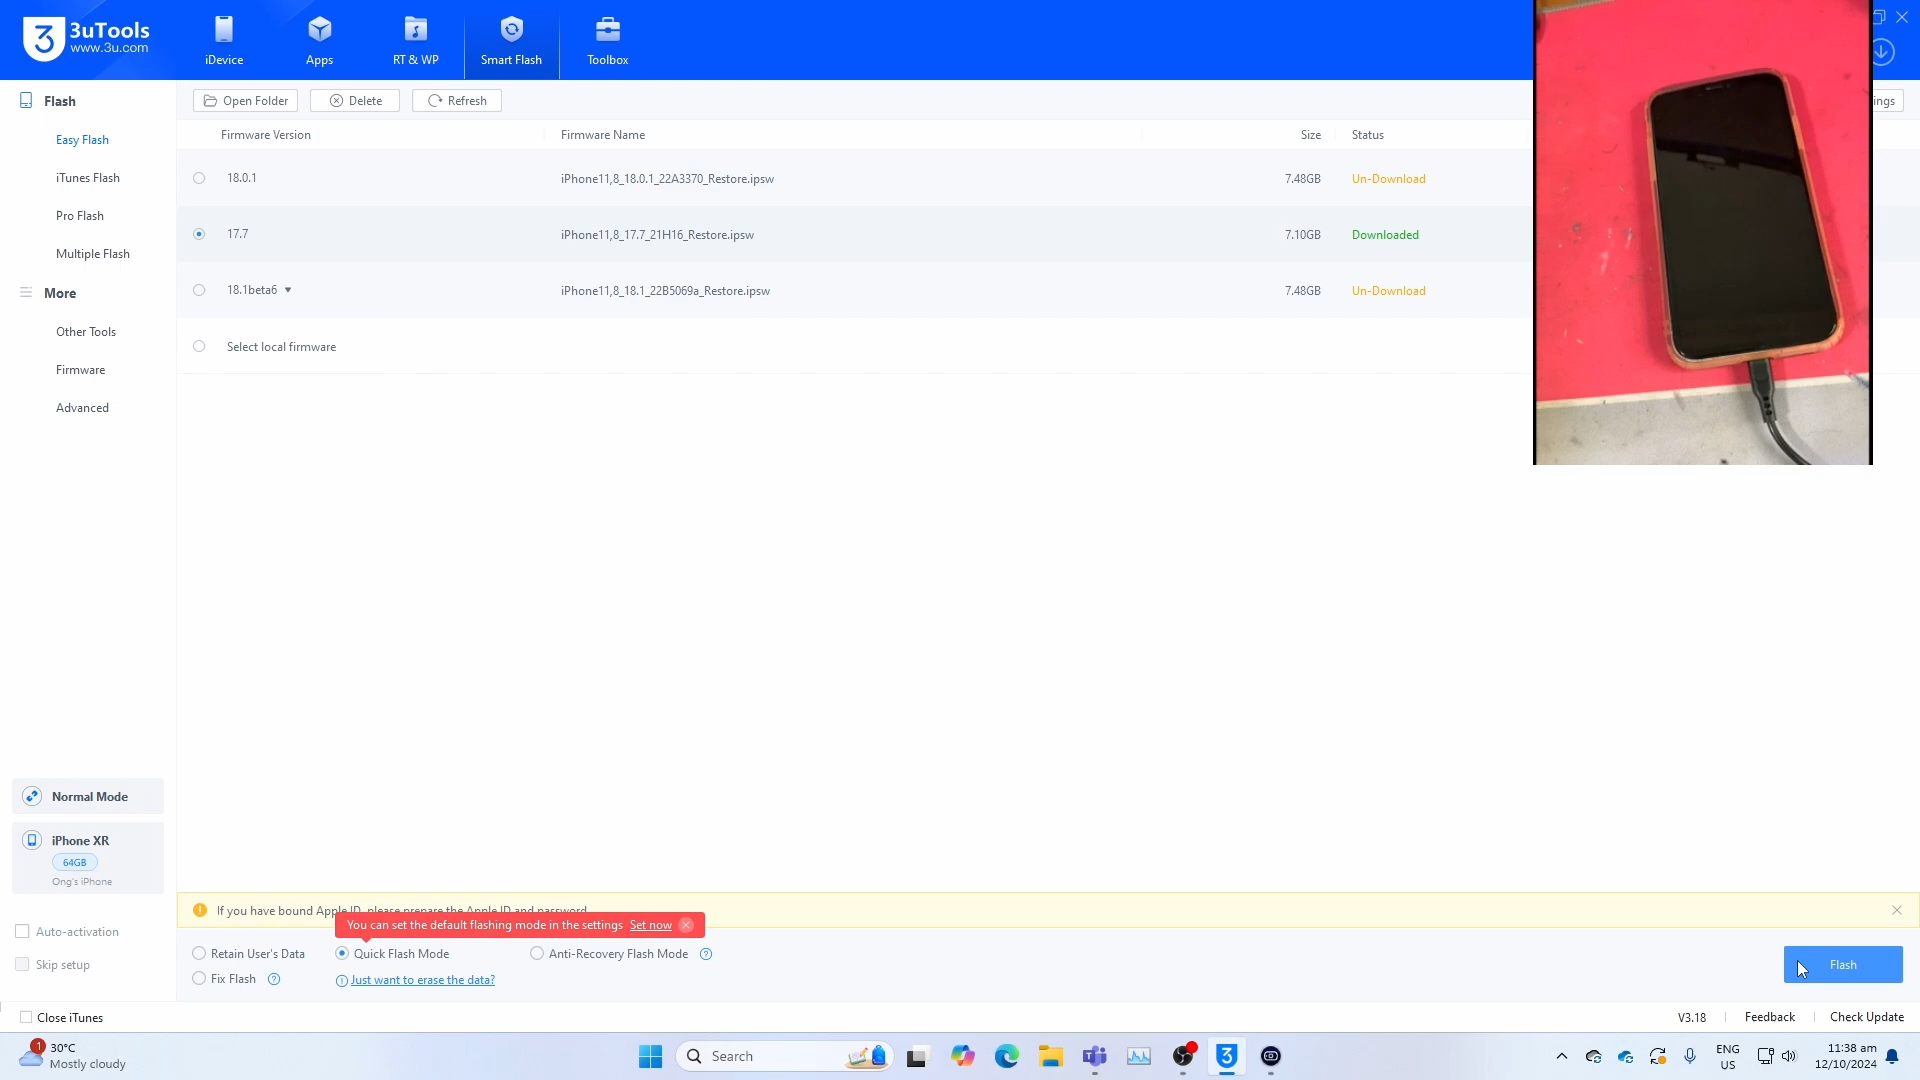 3uTools
www.3u.com
iDevice
Apps
RT & WP
Smart Flash
Toolbox
Flash
Easy Flash
iTunes Flash
Pro Flash
Multiple Flash
More
Other Tools
Firmware
Advanced
Open Folder
Delete
Refresh
ings
Firmware Version
Firmware Name
Size
Status
18.0.1
iPhone11,8_18.0.1_22A3370_Restore.ipsw
7.48GB
Un-Download
17.7
iPhone11,8_17.7_21H16_Restore.ipsw
7.10GB
Downloaded
18.1beta6
iPhone11,8_18.1_22B5069a_Restore.ipsw
7.48GB
Un-Download
Select local firmware
Normal Mode
iPhone XR
64GB
Ong's iPhone
Auto-activation
Skip setup
If you have bound Apple ID, please prepare the Apple ID and password
You can set the default flashing mode in the settings Set now
Retain User's Data
Quick Flash Mode
Anti-Recovery Flash Mode
Fix Flash
Just want to erase the data?
Flash
Close iTunes
V3.18
Feedback
Check Update
1
30°C
Mostly cloudy
Search
ENG
US
11:38 am
12/10/2024